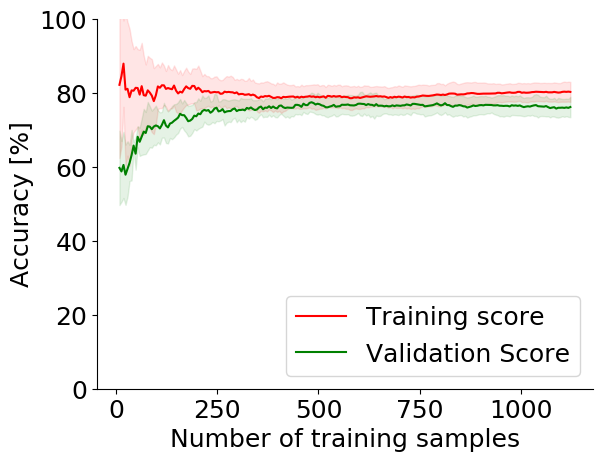 100
80
60
40
20
0
Accuracy [%]
Training score
Validation Score
0 250 500 750 1000
Number of training samples